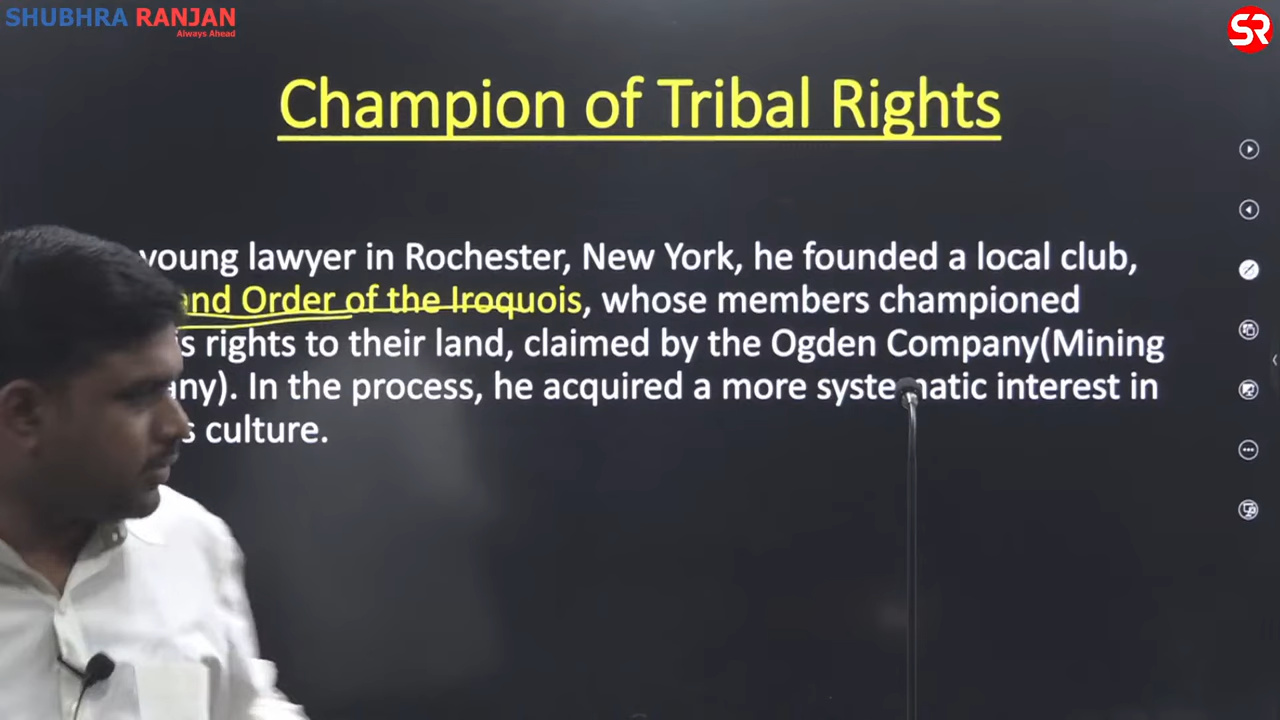 SHUBHRA RANJAN
Always Ahead
SR
Champion of Tribal Rights
young lawyer in Rochester, New York, he founded a local club,
and Order of the Iroquois, whose members championed
rights to their land, claimed by the Ogden Company(Mining
In the process, he acquired a more systematic interest in
culture.